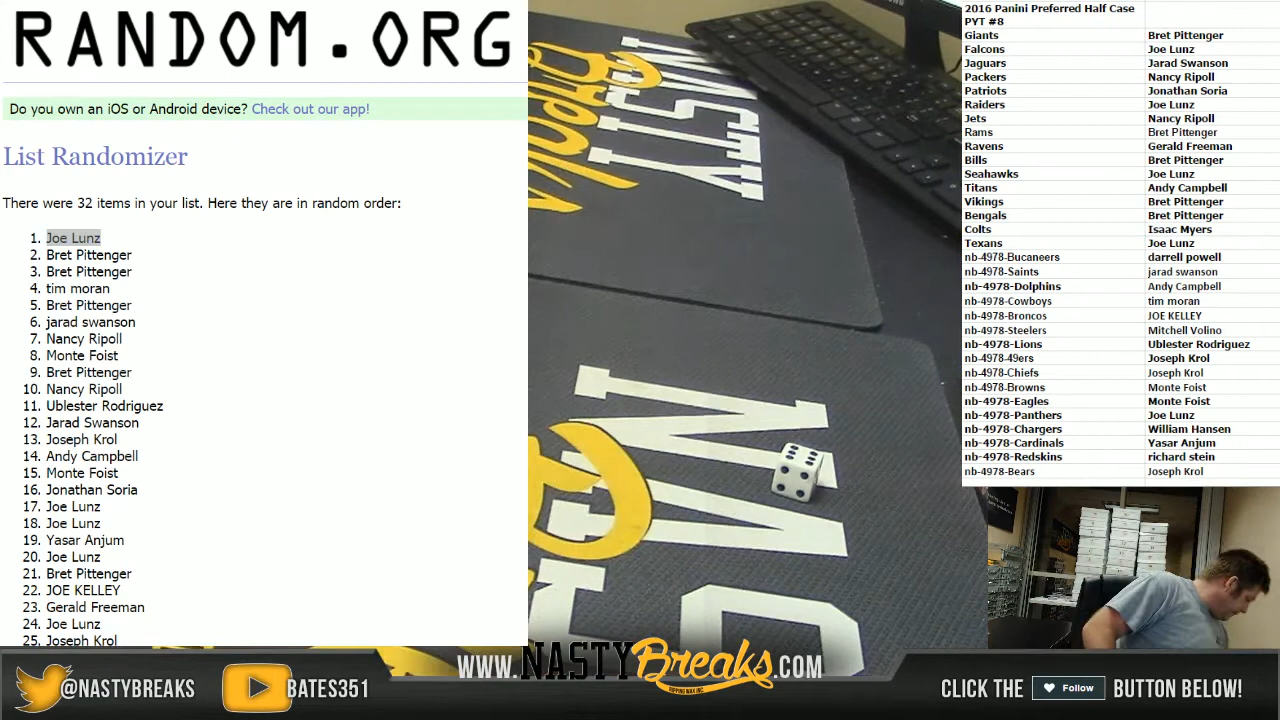 RANDOM.ORG
Do you own an iOS or Android device? Check out our app!
List Randomizer
There were 32 items in your list. Here they are in random order:
1. Joe Lunz
2. Bret Pittenger
3. Bret Pittenger
4. tim moran
5. Bret Pittenger
6. jarad swanson
7. Nancy Ripoll
8. Monte Foist
9. Bret Pittenger
10. Nancy Ripoll
11. Ublester Rodriguez
12. Jarad Swanson
13. Joseph Krol
14. Andy Campbell
15. Monte Foist
16. Jonathan Soria
17. Joe Lunz
18. Joe Lunz
19. Yasar Anjum
20. Joe Lunz
21. Bret Pittenger
22. JOE KELLEY
23. Gerald Freeman
24. Joe Lunz
25. Joseph Krol
NASTY
2016 Panini Preferred Half Case
PYT #8
Giants Bret Pittenger
Falcons Joe Lunz
Jaguars Jarad Swanson
Packers Nancy Ripoll
Patriots Jonathan Soria
Raiders Joe Lunz
Jets Nancy Ripoll
Rams Bret Pittenger
Ravens Gerald Freeman
Bills Bret Pittenger
Seahawks Joe Lunz
Titans Andy Campbell
Vikings Bret Pittenger
Bengals Bret Pittenger
Colts Isaac Myers
Texans Joe Lunz
nb-4978-Bucaneers darrell powell
nb-4978-Saints jarad swanson
nb-4978-Dolphins Andy Campbell
nb-4978-Cowboys tim moran
nb-4978-Broncos JOE KELLEY
nb-4978-Steelers Mitchell Volino
nb-4978-Lions Ublester Rodriguez
nb-4978-49ers Joseph Krol
nb-4978-Chiefs Joseph Krol
nb-4978-Browns Monte Foist
nb-4978-Eagles Monte Foist
nb-4978-Panthers Joe Lunz
nb-4978-Chargers William Hansen
nb-4978-Cardinals Yasar Anjum
nb-4978-Redskins richard stein
nb-4978-Bears Joseph Krol
@NASTYBREAKS
BATES351
WWW.NASTYBreaks.COM
RIPPING WAX INC.
CLICK THE Follow BUTTON BELOW!